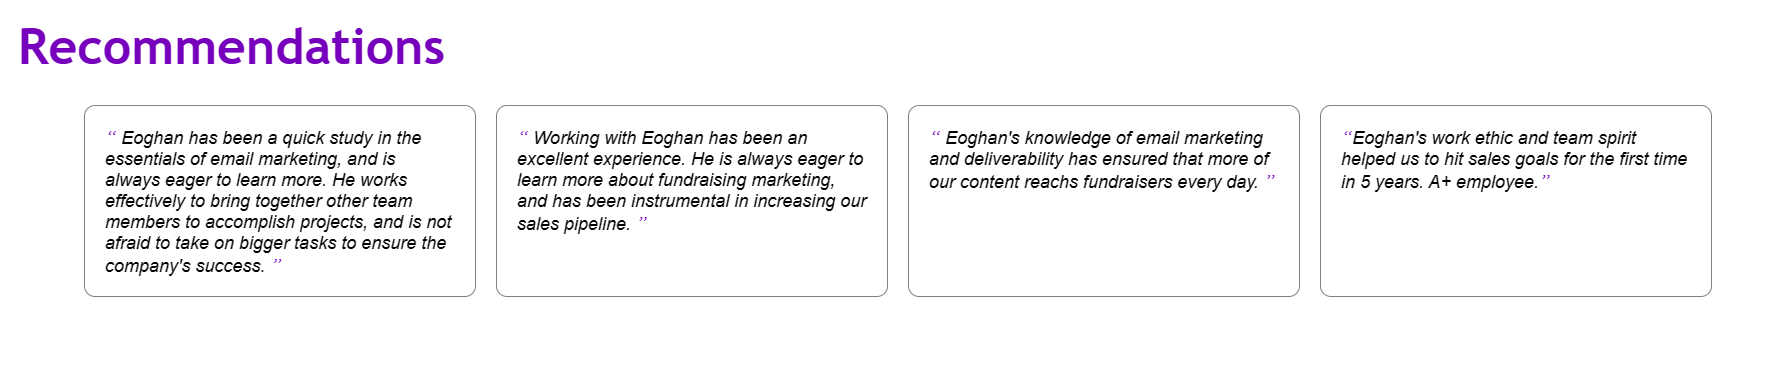 Recommendations
“ Eoghan has been a quick study in the
essentials of email marketing, and is
always eager to learn more. He works
effectively to bring together other team
members to accomplish projects, and is not
afraid to take on bigger tasks to ensure the
company's success. ”
“ Working with Eoghan has been an
excellent experience. He is always eager to
learn more about fundraising marketing,
and has been instrumental in increasing our
sales pipeline. ”
“ Eoghan's knowledge of email marketing
and deliverability has ensured that more of
our content reachs fundraisers every day. ”
“Eoghan's work ethic and team spirit
helped us to hit sales goals for the first time
in 5 years. A+ employee.”